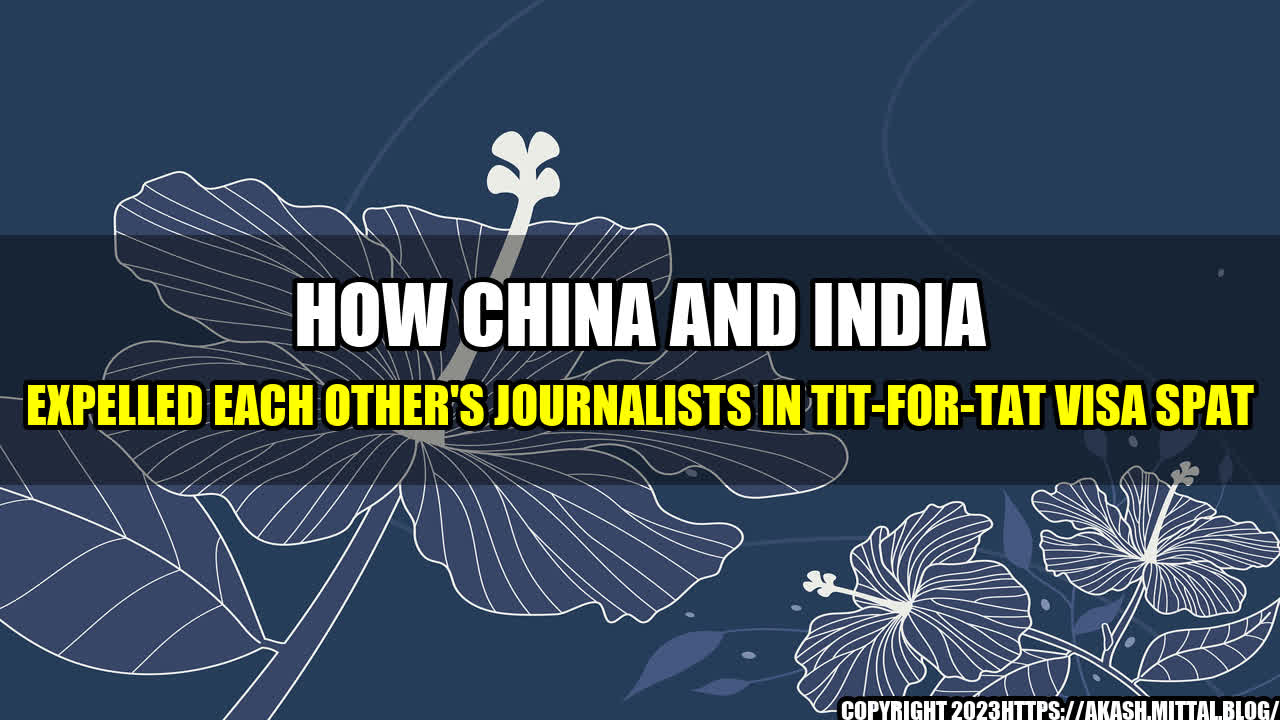 HOW CHINA AND INDIA
EXPELLED EACH OTHER'S JOURNALISTS IN TIT-FOR-TAT VISA SPAT
COPYRIGHT 2023HTTPS://AKASH.MITTAL.BLOG/